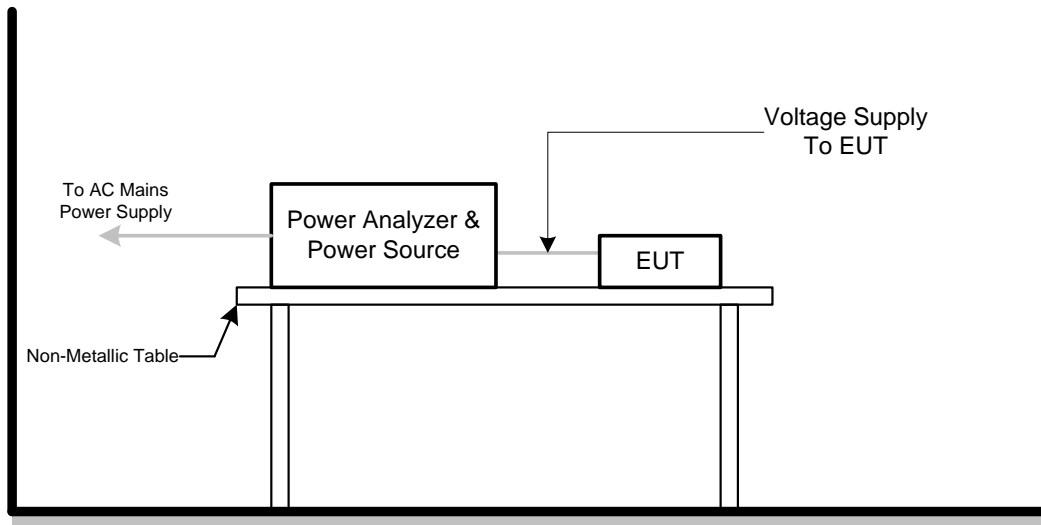 Voltage Supply
To EUT
To AC Mains
Power Supply
Power Analyzer &
Power Source
EUT
Non-Metallic Table